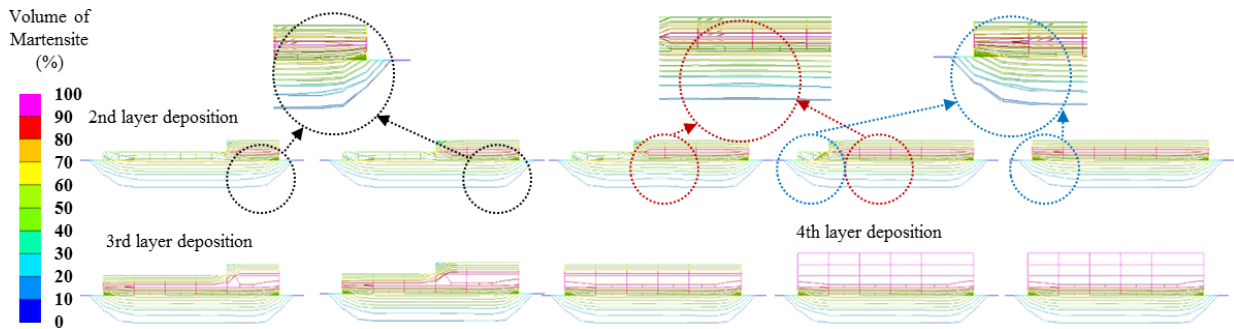 Volume of
Martensite
(%)
100
90
80
70
60
50
40
30
20
10
0
2nd layer deposition
3rd layer deposition
4th layer deposition